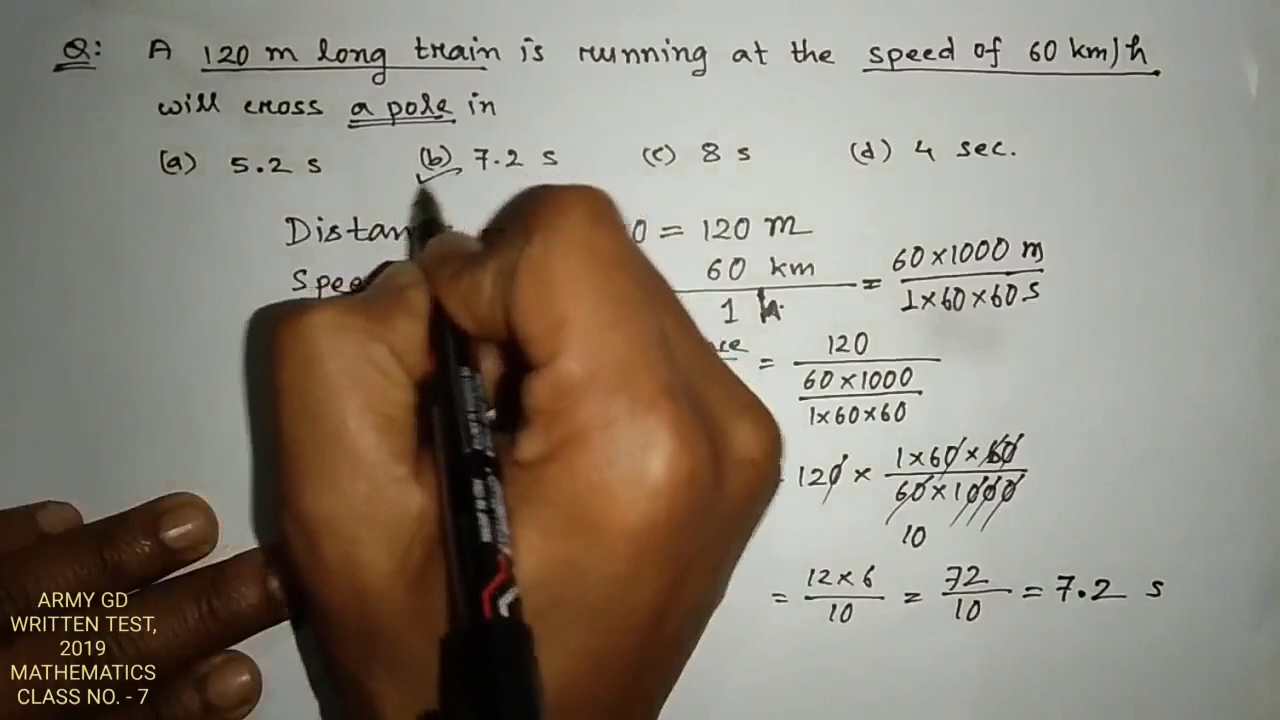 Q: A 120 m long train is running at the speed of 60 km/h
will cross a pole in
(a) 5.2 s (b) 7.2 s (c) 8 s (d) 4 sec.
Distan 0 = 120 m
Spee 60 km / 1 h = 60×1000 m / 1×60×60 s
= 120 / (60×1000 / 1×60×60)
120 × 1×60×60 / 60×1000
10
= 12×6 / 10 = 72 / 10 = 7.2 s
ARMY GD
WRITTEN TEST,
2019
MATHEMATICS
CLASS NO. - 7